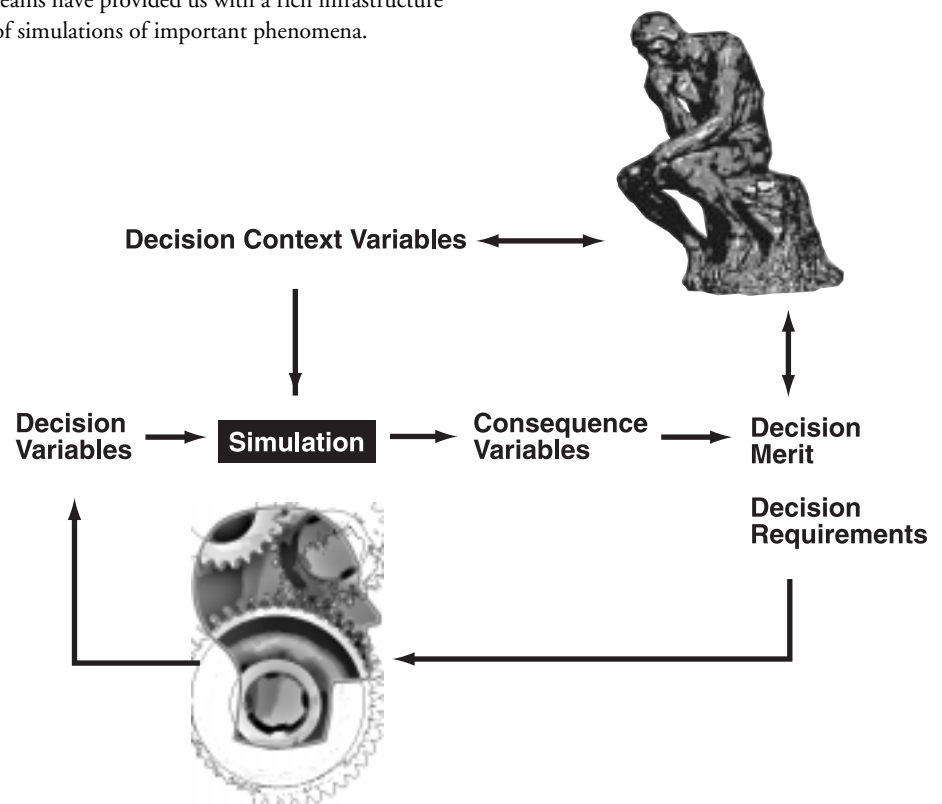 of simulations of important phenomena.
have provided us with a rich infrastructure
Decision Context Variables
Decision
Variables
Simulation
Consequence
Variables
Decision
Merit
Decision
Requirements